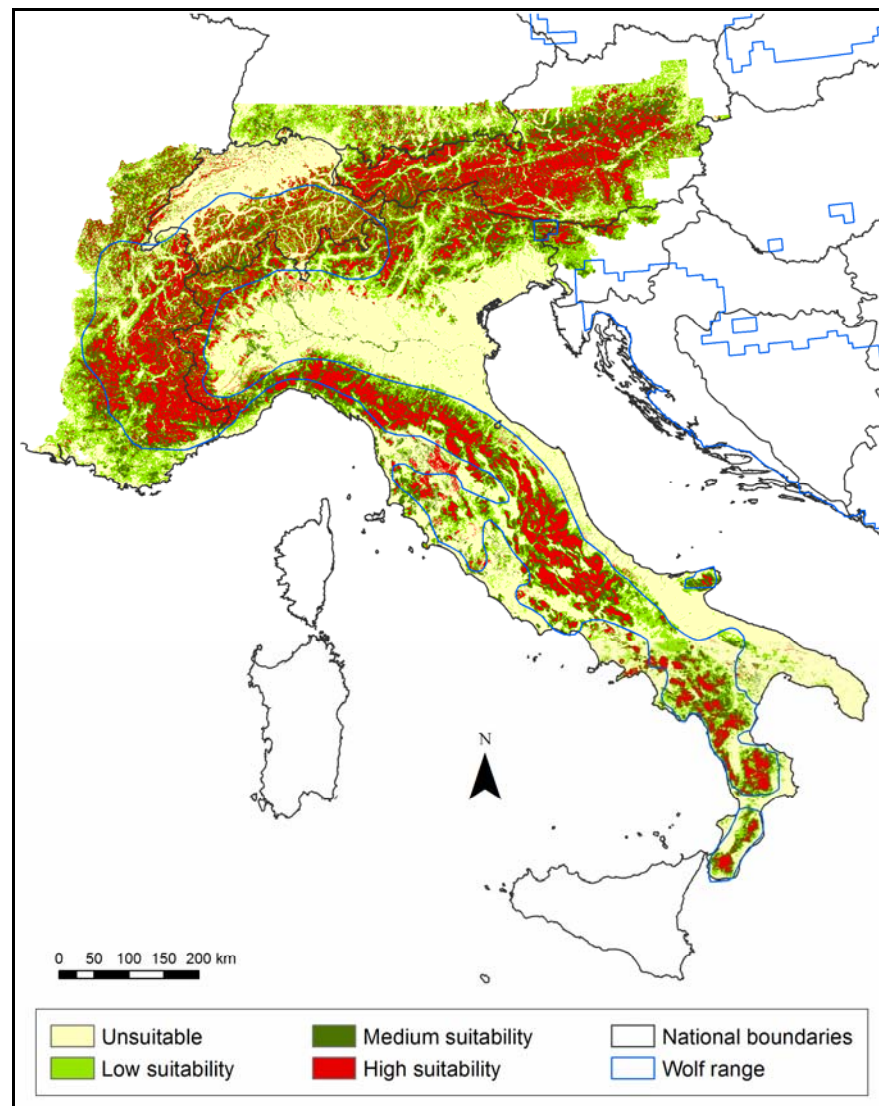 N
0 50 100 150 200 km
Unsuitable
Medium suitability
National boundaries
Low suitability
High suitability
Wolf range